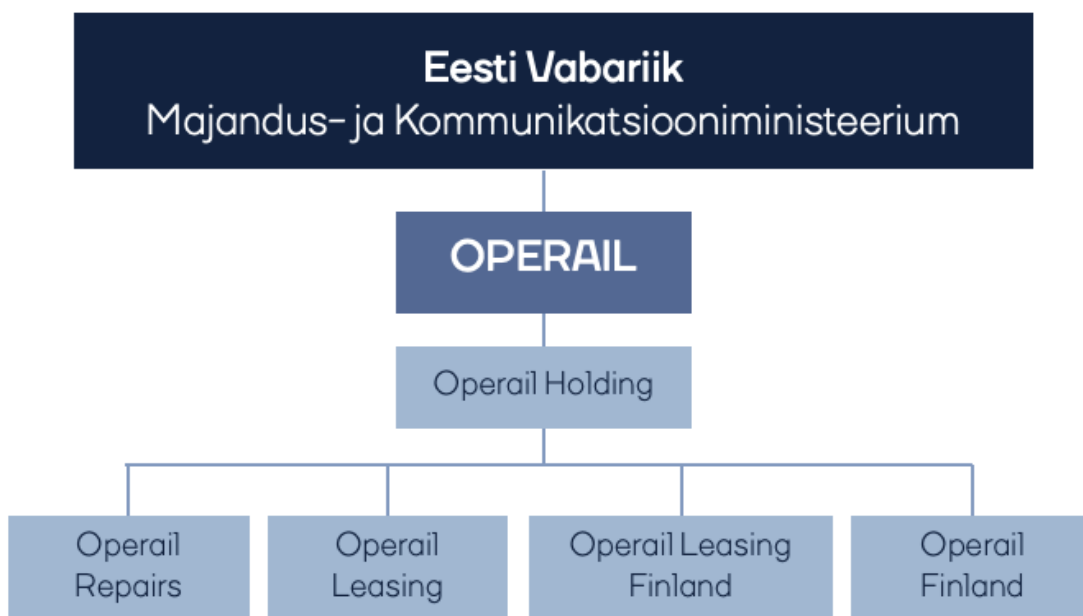 Eesti Vabariik
Majandus- ja Kommunikatsiooniministeerium
OPERAIL
Operail Holding
Operail
Repairs
Operail
Leasing
Operail Leasing
Finland
Operail
Finland